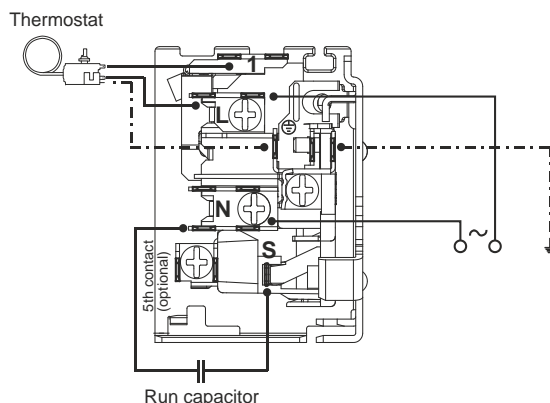 Thermostat
1
L
N
S
5th contact
(optional)
~
Run capacitor